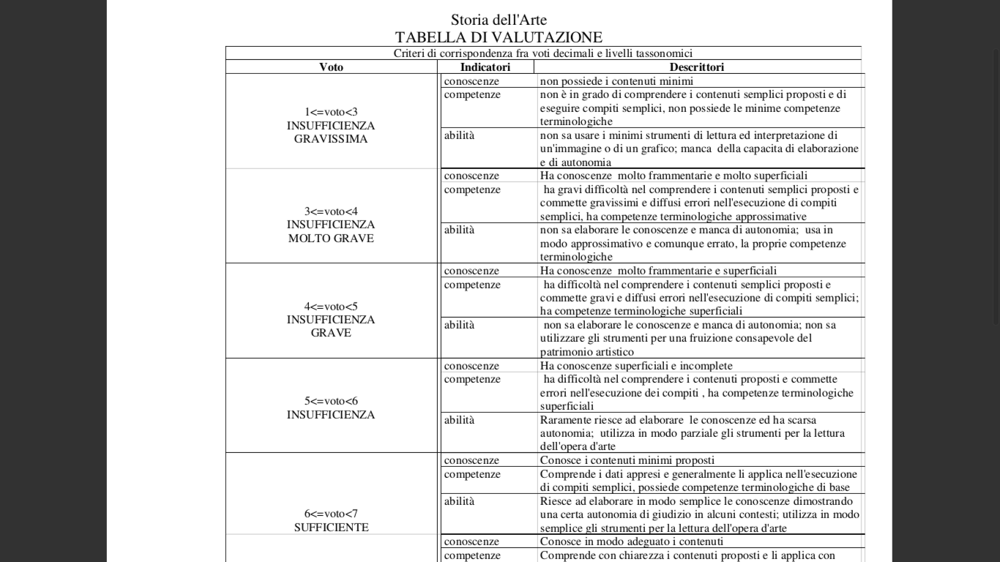 Storia dell'Arte
TABELLA DI VALUTAZIONE
Criteri di corrispondenza fra voti decimali e livelli tassonomici
Voto Indicatori Descrittori
1<=voto<3
INSUFFICIENZA
GRAVISSIMA
conoscenze non possiede i contenuti minimi
competenze non è in grado di comprendere i contenuti semplici proposti e di
eseguire compiti semplici, non possiede le minime competenze
terminologiche
abilità non sa usare i minimi strumenti di lettura ed interpretazione di
un'immagine o di un grafico; manca della capacita di elaborazione
e di autonomia
3<=voto<4
INSUFFICIENZA
MOLTO GRAVE
conoscenze Ha conoscenze molto frammentarie e molto superficiali
competenze ha gravi difficoltà nel comprendere i contenuti semplici proposti e
commette gravissimi e diffusi errori nell'esecuzione di compiti
semplici, ha competenze terminologiche approssimative
abilità non sa elaborare le conoscenze e manca di autonomia; usa in
modo approssimativo e comunque errato, la proprie competenze
terminologiche
4<=voto<5
INSUFFICIENZA
GRAVE
conoscenze Ha conoscenze molto frammentarie e superficiali
competenze ha difficoltà nel comprendere i contenuti semplici proposti e
commette gravi e diffusi errori nell'esecuzione di compiti semplici;
ha competenze terminologiche superficiali
abilità non sa elaborare le conoscenze e manca di autonomia; non sa
utilizzare gli strumenti per una fruizione consapevole del
patrimonio artistico
5<=voto<6
INSUFFICIENZA
conoscenze Ha conoscenze superficiali e incomplete
competenze ha difficoltà nel comprendere i contenuti proposti e commette
errori nell'esecuzione dei compiti , ha competenze terminologiche
superficiali
abilità Raramente riesce ad elaborare le conoscenze ed ha scarsa
autonomia; utilizza in modo parziale gli strumenti per la lettura
dell'opera d'arte
6<=voto<7
SUFFICIENTE
conoscenze Conosce i contenuti minimi proposti
competenze Comprende i dati appresi e generalmente li applica nell'esecuzione
di compiti semplici, possiede competenze terminologiche di base
abilità Riesce ad elaborare in modo semplice le conoscenze dimostrando
una certa autonomia di giudizio in alcuni contesti; utilizza in modo
semplice gli strumenti per la lettura dell'opera d'arte
conoscenze Conosce in modo adeguato i contenuti
competenze Comprende con chiarezza i contenuti proposti e li applica con